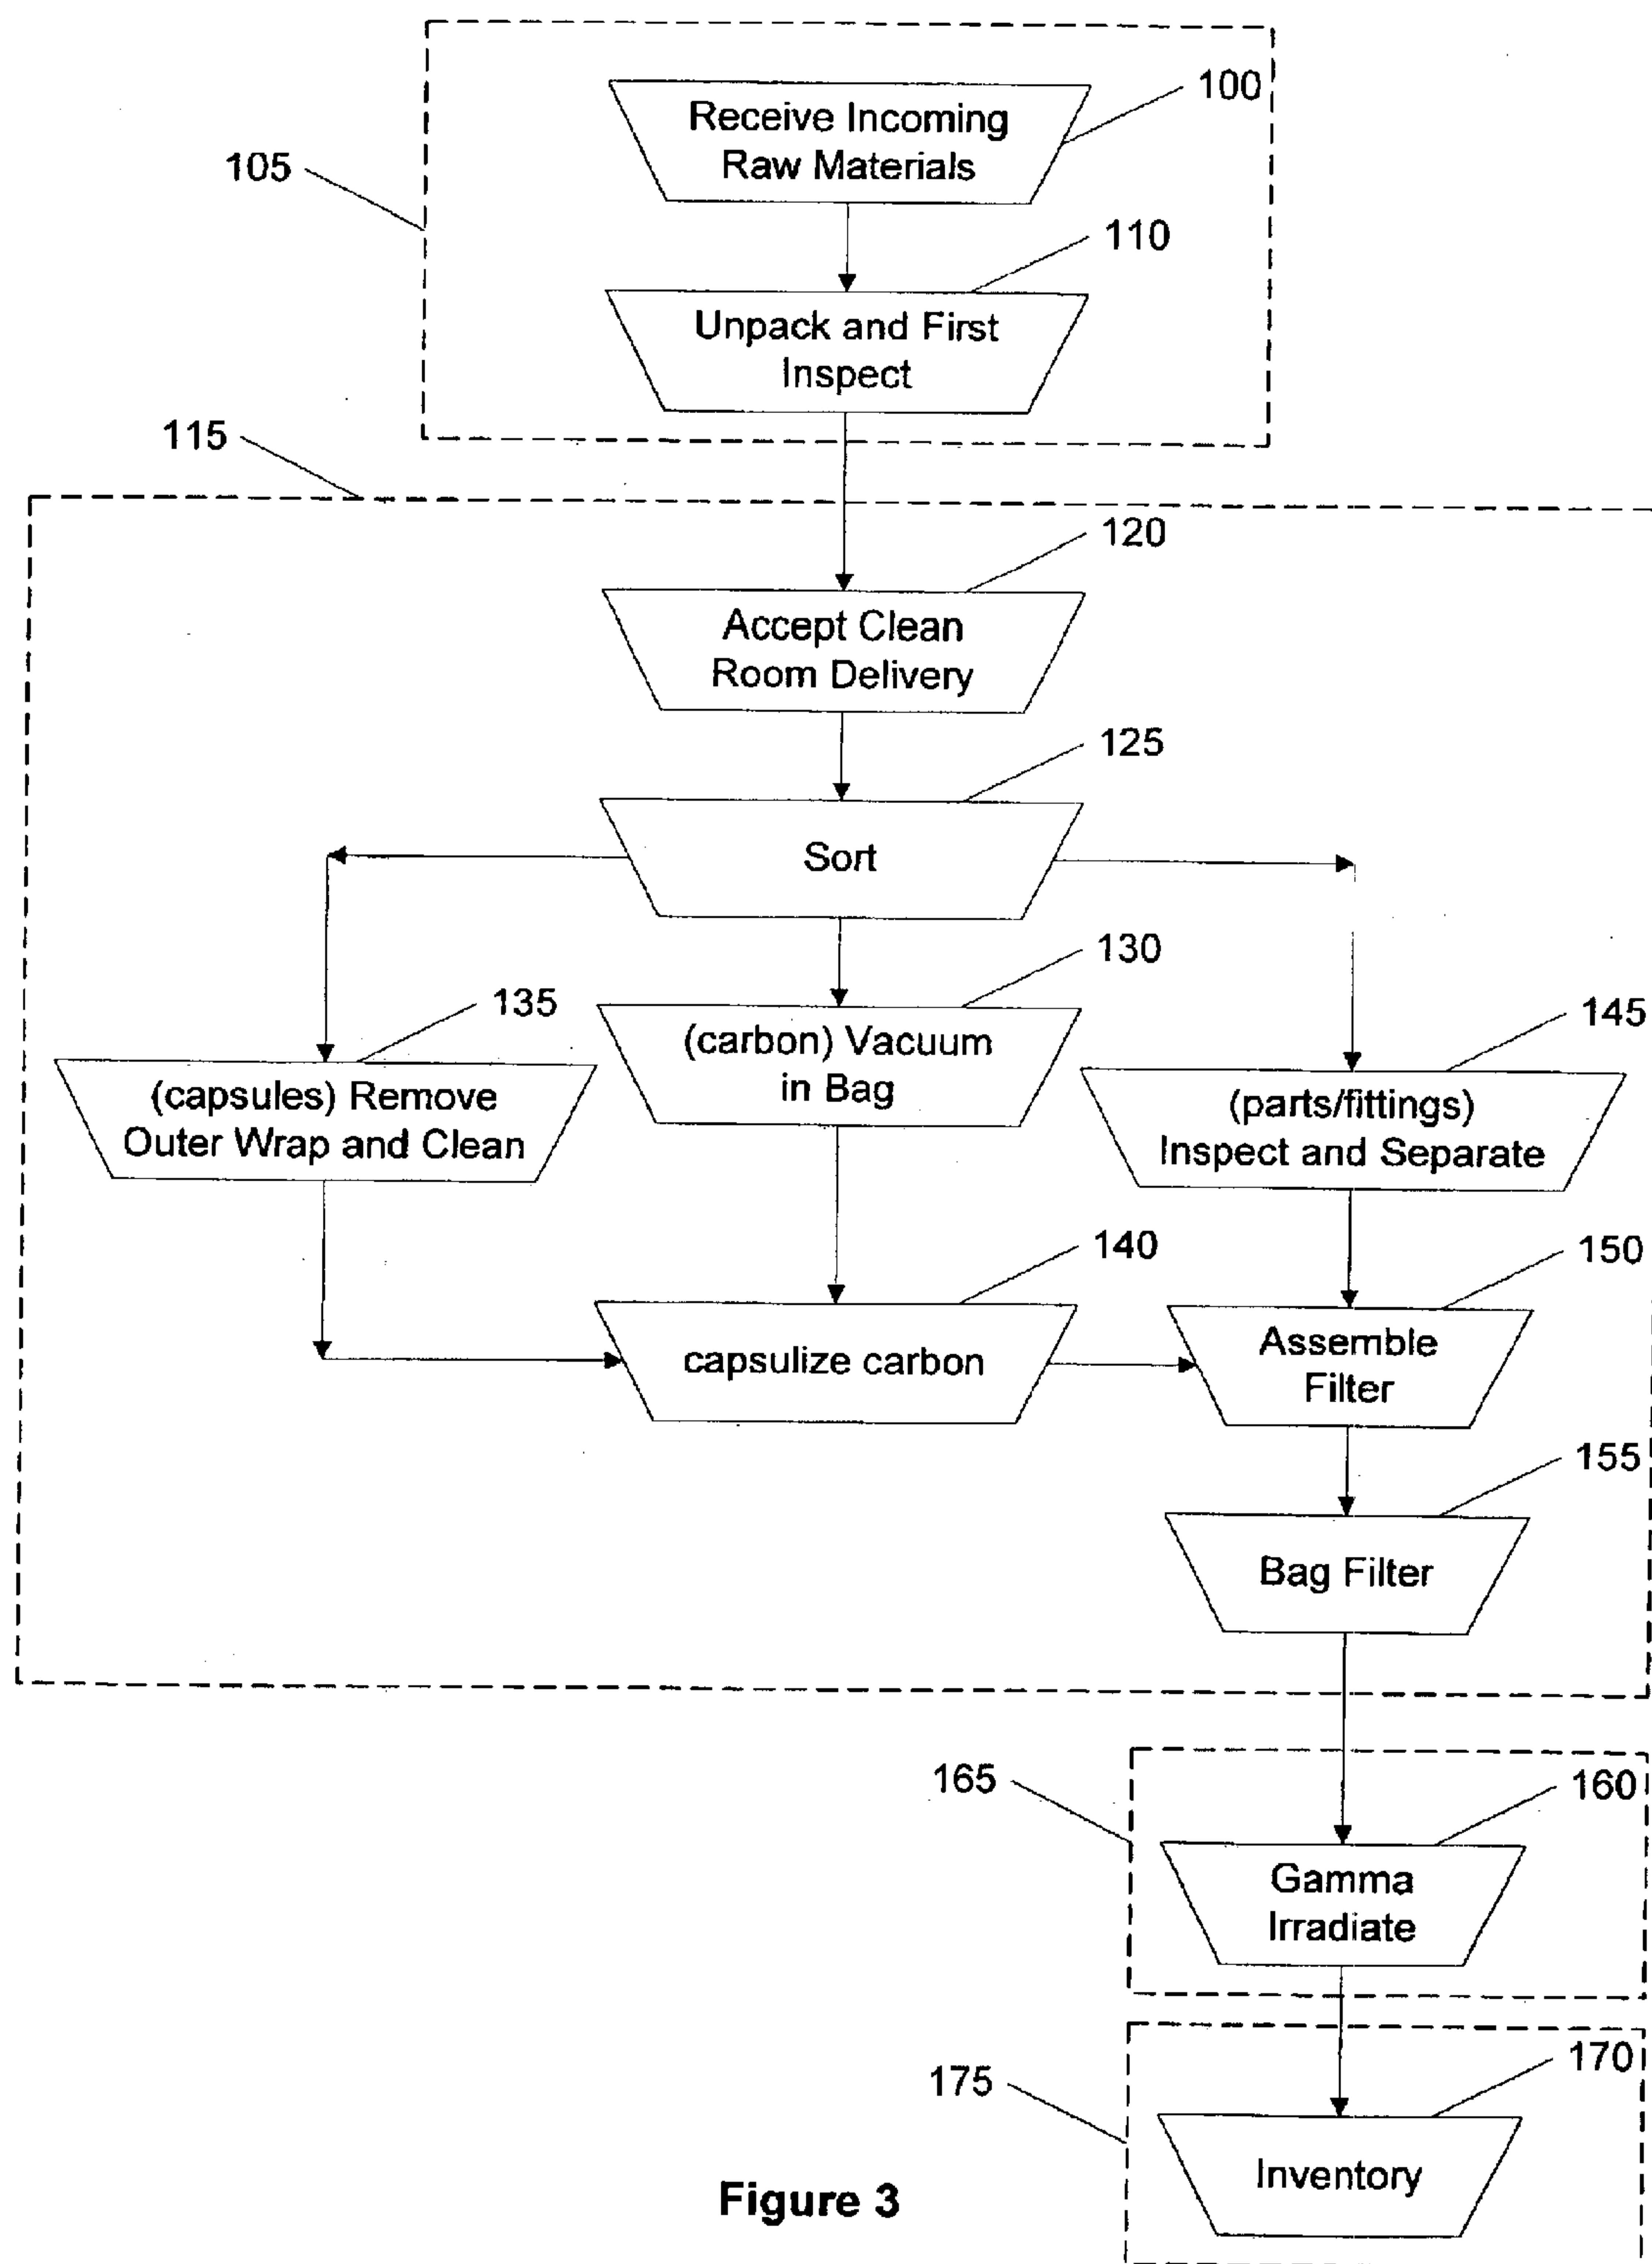 100
Receive Incoming
Raw Materials
105
110
Unpack and First
Inspect
115
120
Accept Clean
Room Delivery
125
Sort
130
(carbon) Vacuum
in Bag
135
(capsules) Remove
Outer Wrap and Clean
145
(parts/fittings)
Inspect and Separate
140
capsulize carbon
150
Assemble
Filter
155
Bag Filter
165
160
Gamma
Irradiate
175
170
Inventory
Figure 3